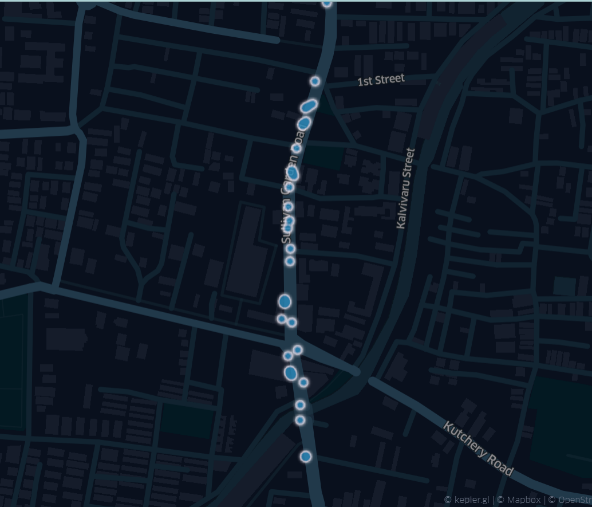 1st Street
Kalvivaru Street
Kutchery Road
© kepler.gl | © Mapbox | © OpenStr